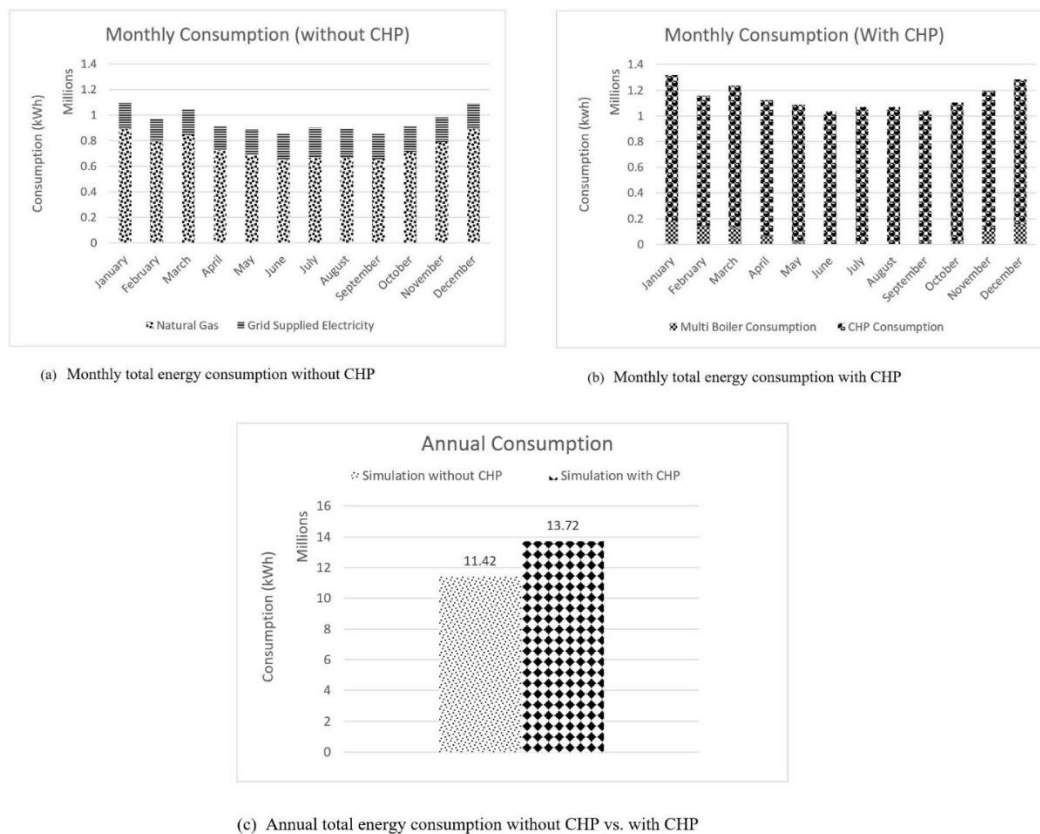 Monthly Consumption (without CHP)
Consumption (kWh)
Millions
1.4
1.2
1
0.8
0.6
0.4
0.2
0
January
February
March
April
May
June
July
August
September
October
November
December
Natural Gas
Grid Supplied Electricity
(a) Monthly total energy consumption without CHP
Monthly Consumption (With CHP)
Consumption (kWh)
Millions
1.4
1.2
1
0.8
0.6
0.4
0.2
0
January
February
March
April
May
June
July
August
September
October
November
December
Multi Boiler Consumption
CHP Consumption
(b) Monthly total energy consumption with CHP
Annual Consumption
Simulation without CHP
Simulation with CHP
Consumption (kWh)
Millions
16
14
12
10
8
6
4
2
0
11.42
13.72
(c) Annual total energy consumption without CHP vs. with CHP